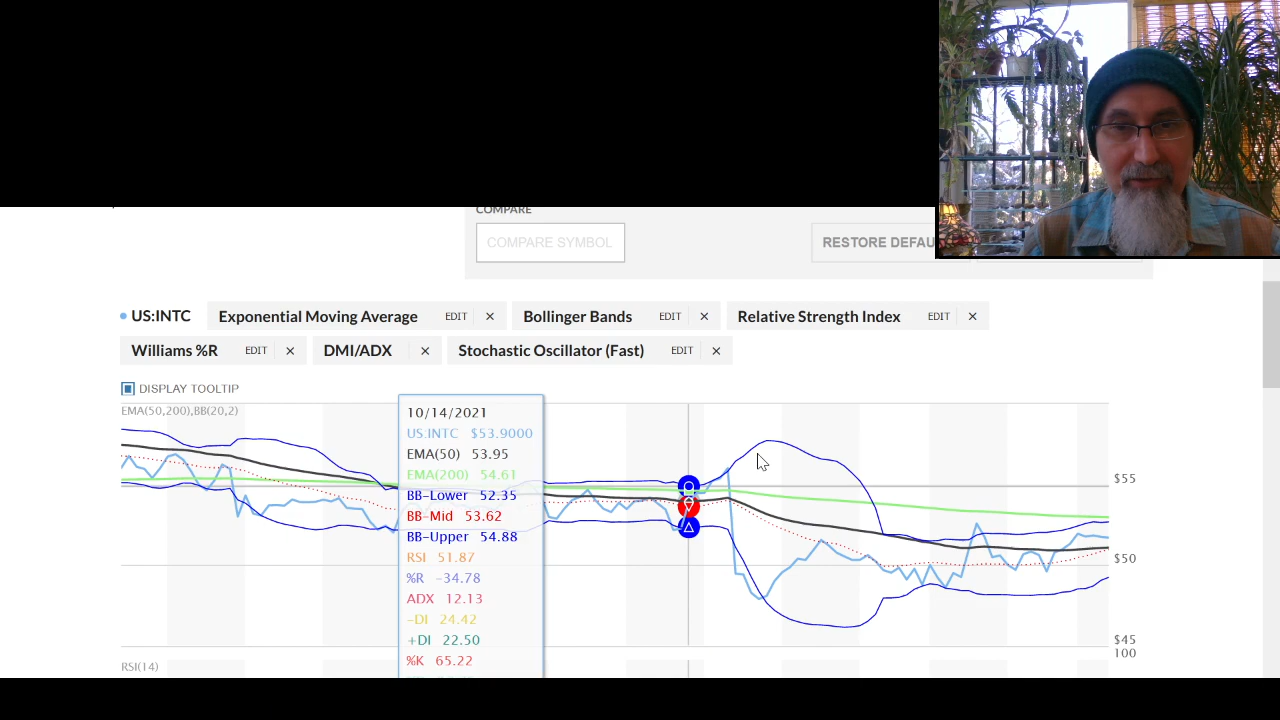 COMPARE
COMPARE SYMBOL
RESTORE DEFAU
US:INTC Exponential Moving Average EDIT × Bollinger Bands EDIT × Relative Strength Index EDIT ×
Williams %R EDIT × DMI/ADX × Stochastic Oscillator (Fast) EDIT ×
DISPLAY TOOLTIP
EMA(50,200),BB(20,2)
10/14/2021
US:INTC $53.9000
EMA(50) 53.95
EMA(200) 54.61
BB-Lower 52.35
BB-Mid 53.62
BB-Upper 54.88
RSI 51.87
%R -34.78
ADX 12.13
-DI 24.42
+DI 22.50
%K 65.22
$55
$50
$45
100
RSI(14)